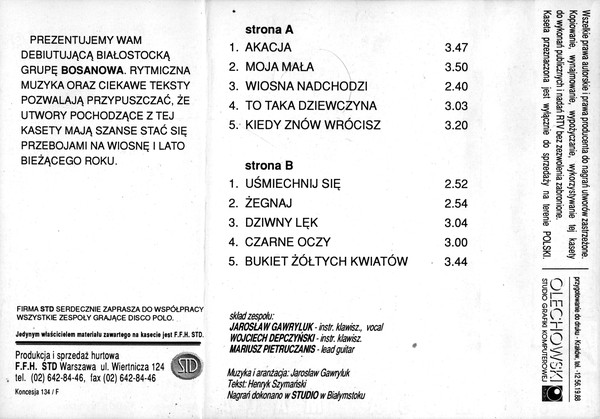 PREZENTUJEMY WAM
DEBIUTUJĄCĄ BIAŁOSTOCKĄ
GRUPĘ BOSANOWA. RYTMICZNA
MUZYKA ORAZ CIEKAWE TEKSTY
POZWALAJĄ PRZYPUSZCZAĆ, ŻE
UTWORY POCHODZĄCE Z TEJ
KASETY MAJĄ SZANSE STAĆ SIĘ
PRZEBOJAMI NA WIOSNĘ I LATO
BIEŻĄCEGO ROKU.
FIRMA STD SERDECZNIE ZAPRASZA DO WSPÓŁPRACY
WSZYSTKIE ZESPOŁY GRAJĄCE DISCO POLO.
Jedynym właścicielem materiału zawartego na kasecie jest F.F.H. STD.
Produkcja i sprzedaż hurtowa
F.F.H. STD Warszawa ul. Wiertnicza 124
tel. (02) 642-84-46, fax (02) 642-84-46
Koncesja 134 / F
STD
strona A
1. AKACJA 3.47
2. MOJA MAŁA 3.50
3. WIOSNA NADCHODZI 2.40
4. TO TAKA DZIEWCZYNA 3.03
5. KIEDY ZNÓW WRÓCISZ 3.20
strona B
1. UŚMIECHNIJ SIĘ 2.52
2. ŻEGNAJ 2.54
3. DZIWNY LĘK 3.04
4. CZARNE OCZY 3.00
5. BUKIET ŻÓŁTYCH KWIATÓW 3.44
skład zespołu:
JAROSŁAW GAWRYLUK - instr. klawisz., vocal
WOJCIECH DEPCZYŃSKI - instr. klawisz.
MARIUSZ PIETRUCZANIS - lead guitar
Muzyka i aranżacja: Jarosław Gawryluk
Tekst: Henryk Szymański
Nagrań dokonano w STUDIO w Białymstoku
Wszelkie prawa autorskie i prawa producenta do nagrań utworów zastrzeżone.
Kopiowanie, wynajmowanie, wypożyczanie, wykorzystywanie tej kasety
do wykonań publicznych i nadań RTV bez zezwolenia zabronione.
Kaseta przeznaczona jest wyłącznie do sprzedaży na terenie POLSKI.
przygotowanie do druku - Kraków, tel. -12 56.19.88
OLECHOWSKI
STUDIO GRAFIKI KOMPUTEROWEJ